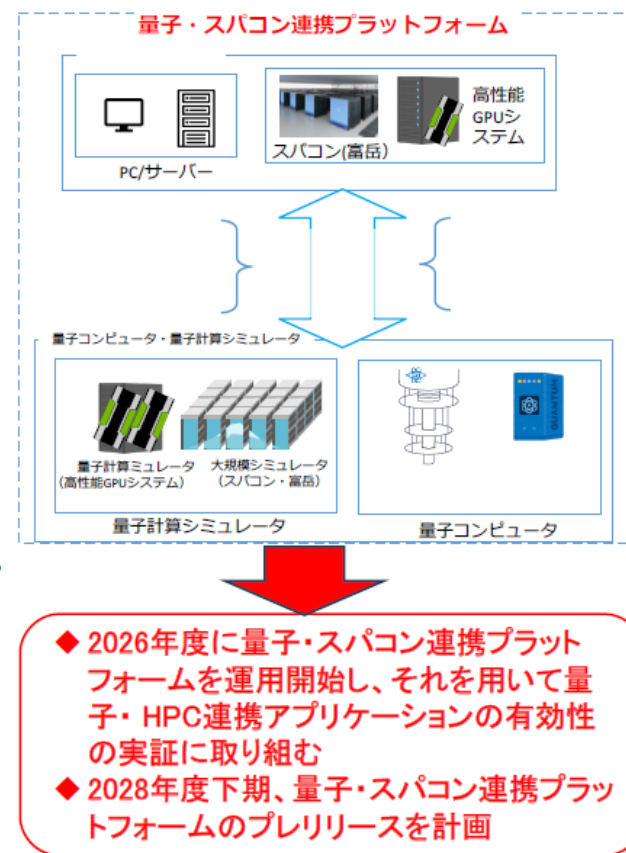 量子・スパコン連携プラットフォーム
高性能
GPUシ
ステム
スパコン(富岳）
PC/サーバー
量子コンピュータ・量子計算シミュレータ
QUANTUM
量子計算ミュレータ
（高性能GPUシステム）
大規模シミュレータ
（スパコン・富岳）
量子計算シミュレータ
量子コンピュータ
◆ 2026年度に量子・スパコン連携プラット
フォームを運用開始し、それを用いて量
子・ HPC連携アプリケーションの有効性
の実証に取り組む
◆ 2028年度下期、量子・スパコン連携プラッ
トフォームのプレリリースを計画